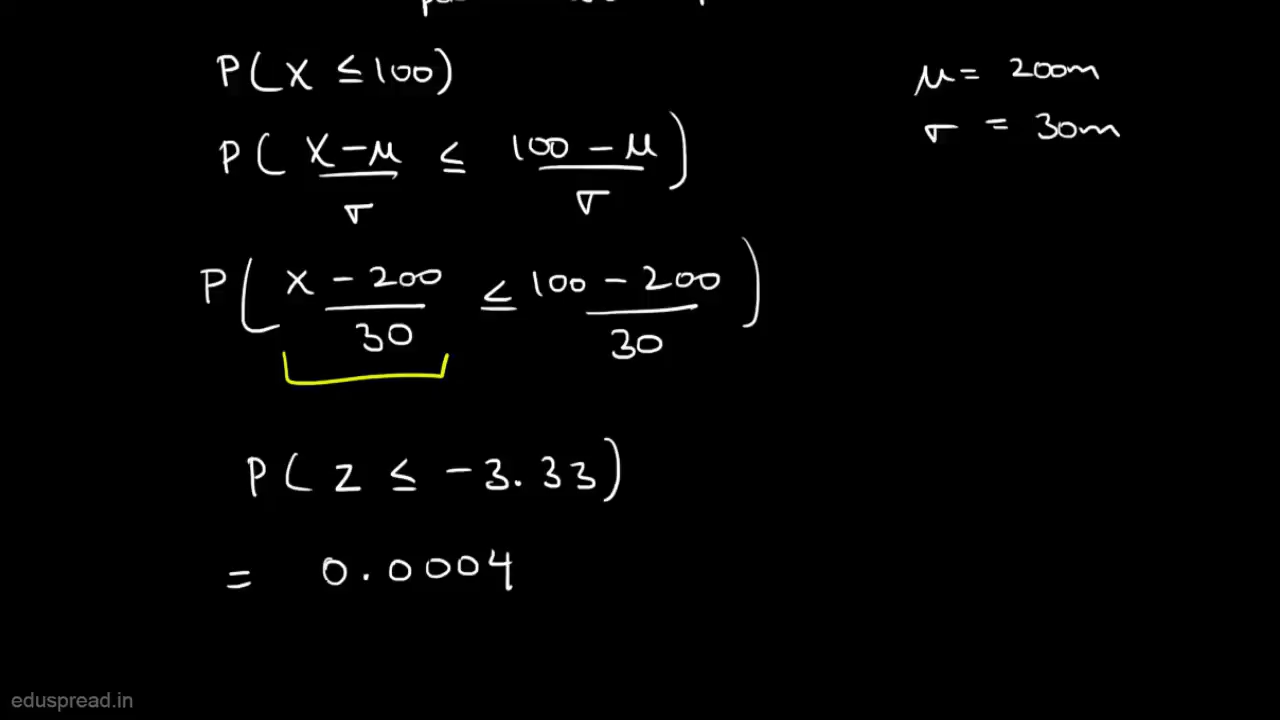 P(X ≤ 100)
μ = 200m
P( (X-μ)/σ ≤ (100-μ)/σ )
σ = 30m
P( (x-200)/30 ≤ (100-200)/30 )
P( z ≤ -3.33)
= 0.0004
eduspread.in